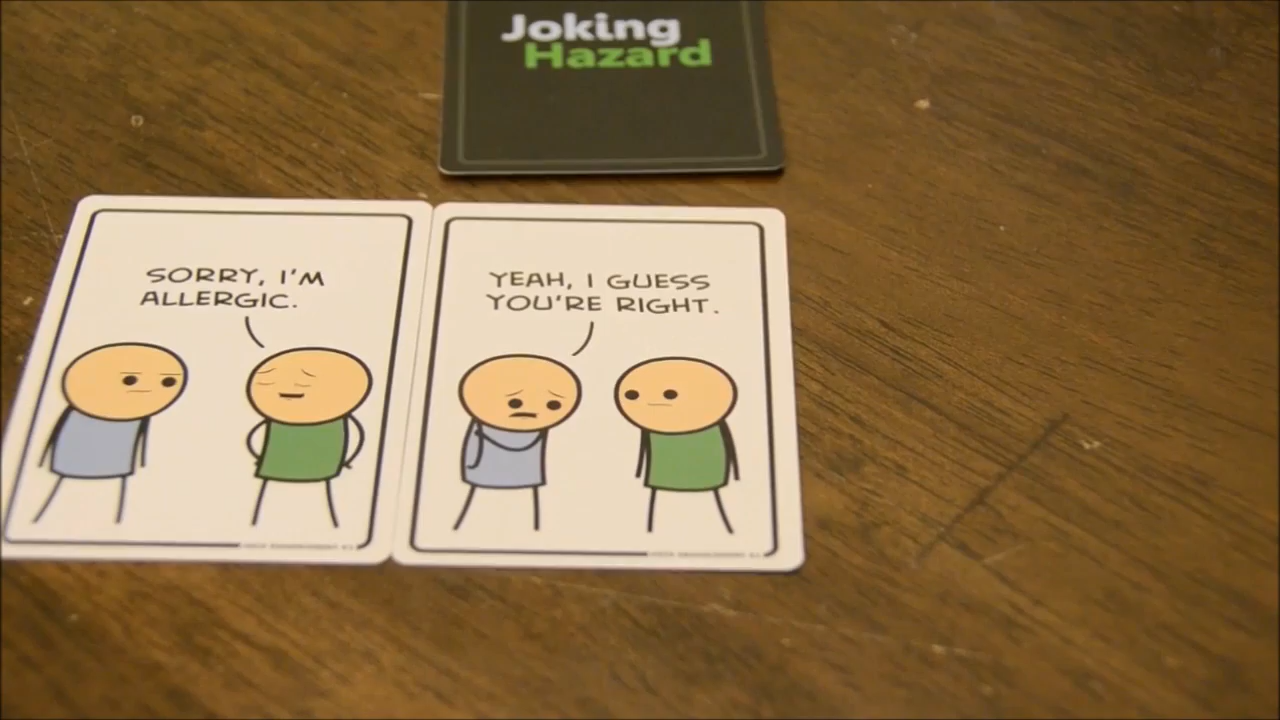 Joking
Hazard
SORRY, I'M
ALLERGIC.
YEAH, I GUESS
YOU'RE RIGHT.